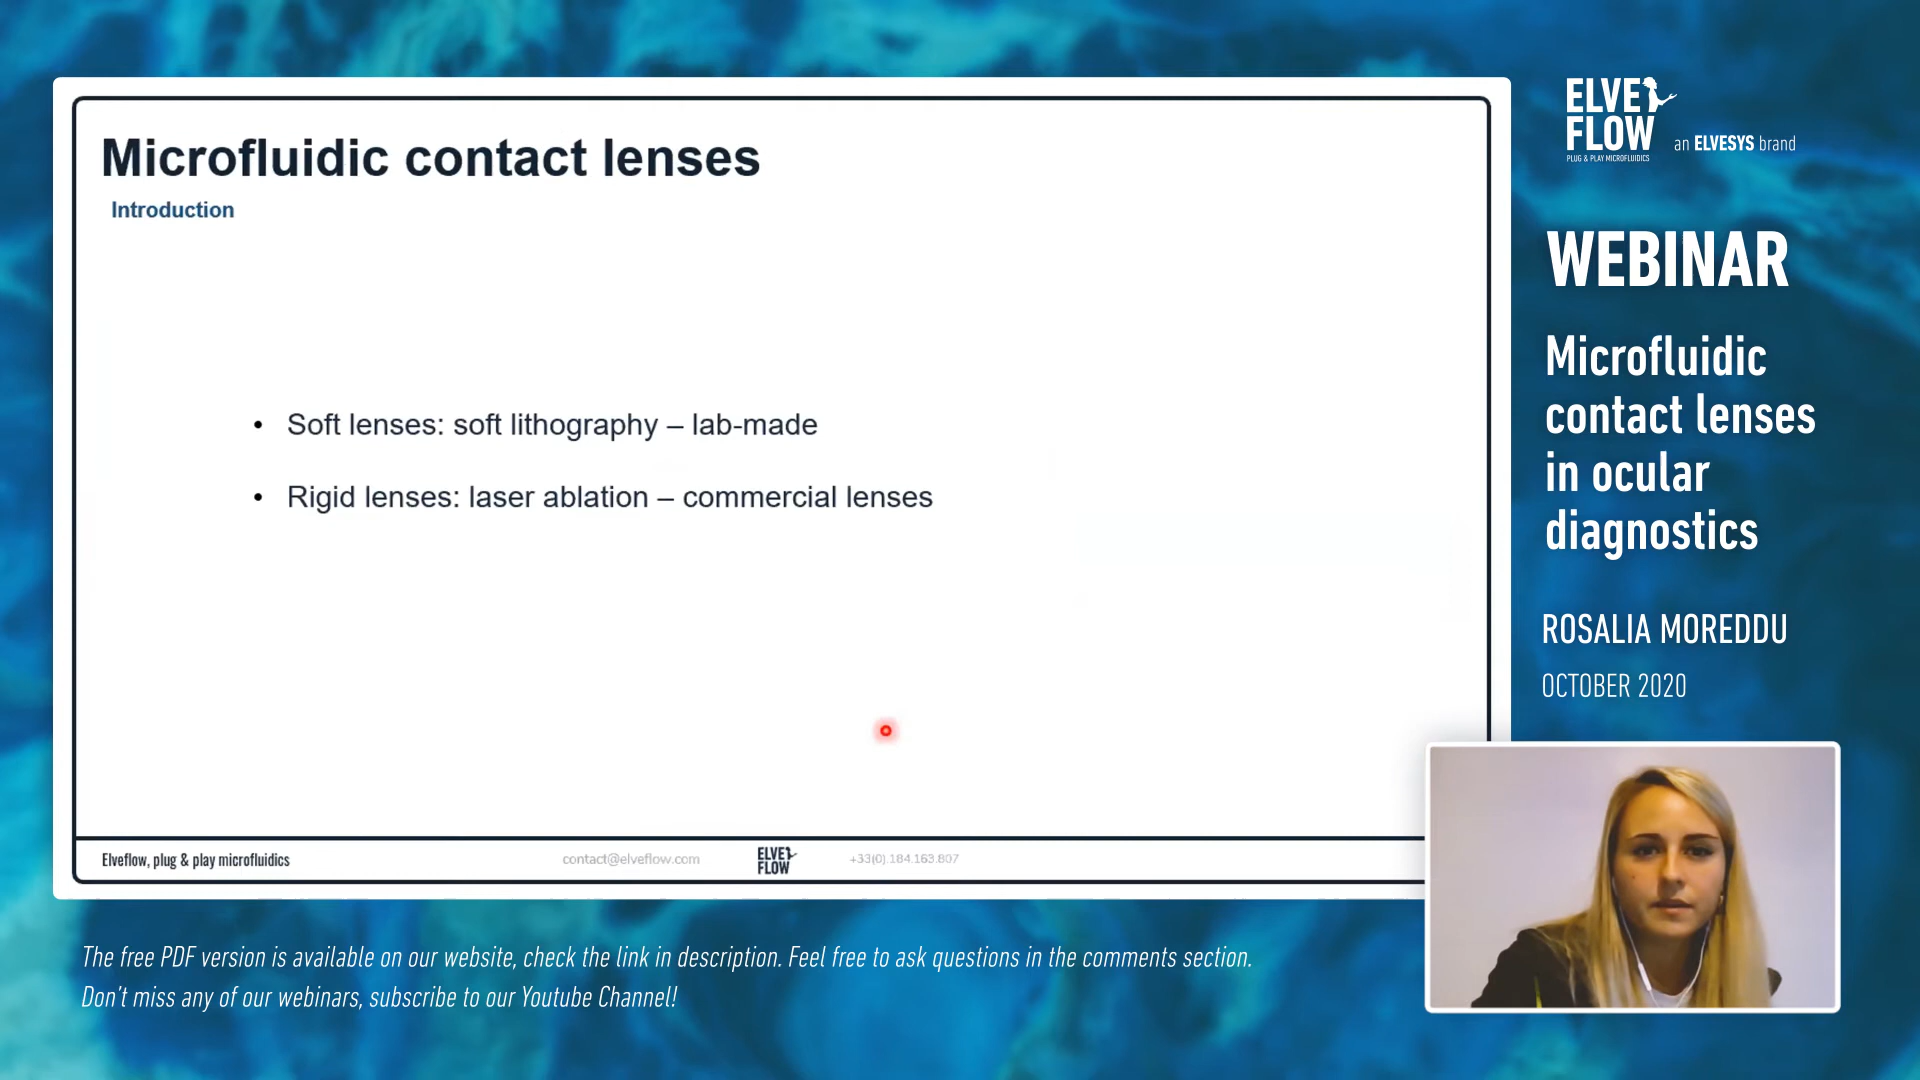 Microfluidic contact lenses
Introduction
• Soft lenses: soft lithography – lab-made
• Rigid lenses: laser ablation – commercial lenses
Elveflow, plug & play microfluidics
contact@elveflow.com
ELVE
FLOW
+33(0).184.163.807
ELVE
FLOW
PLUG & PLAY MICROFLUIDICS
an ELVESYS brand
WEBINAR
Microfluidic
contact lenses
in ocular
diagnostics
ROSALIA MOREDDU
OCTOBER 2020
The free PDF version is available on our website, check the link in description. Feel free to ask questions in the comments section.
Don't miss any of our webinars, subscribe to our Youtube Channel!